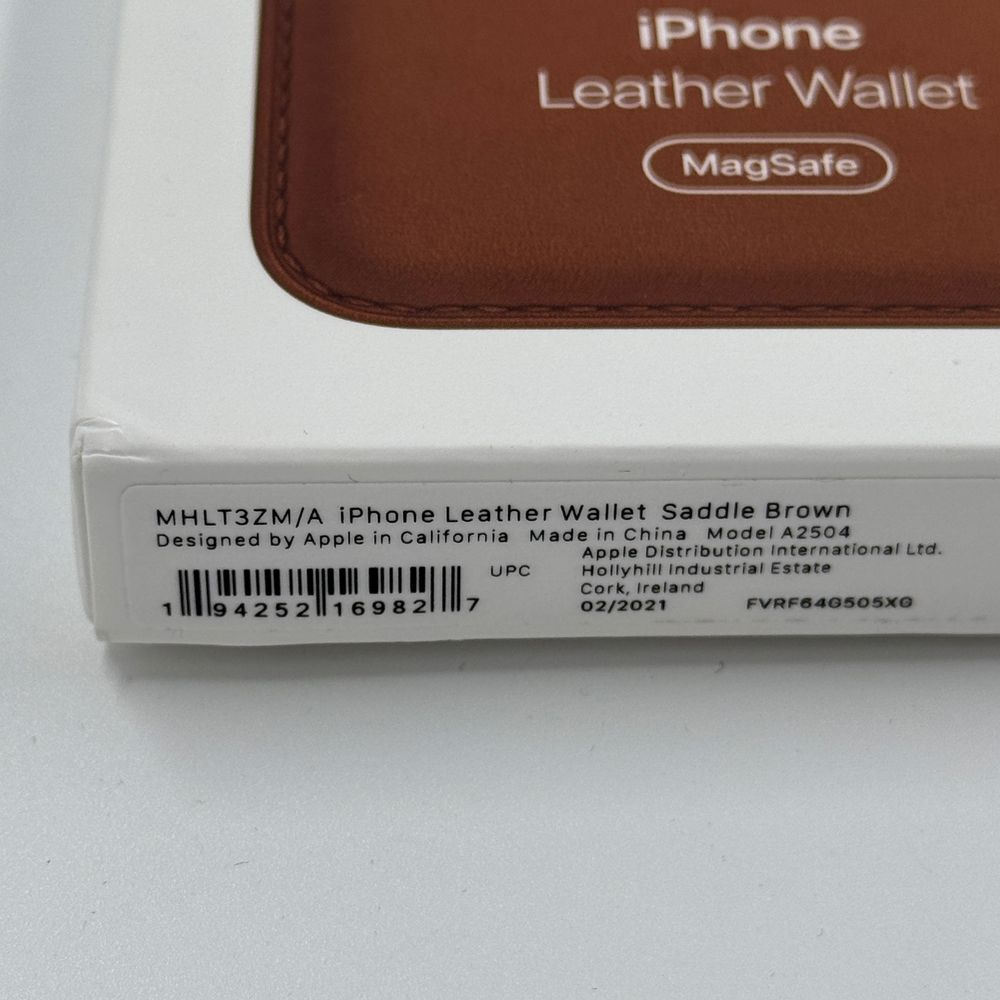 iPhone
Leather Wallet
MagSafe
MHLT3ZM/A iPhone Leather Wallet Saddle Brown
Designed by Apple in California Made in China Model A2504
Apple Distribution International Ltd.
UPC Hollyhill Industrial Estate
Cork, Ireland
1 94252 16982 7 02/2021 FVRF64G505XG